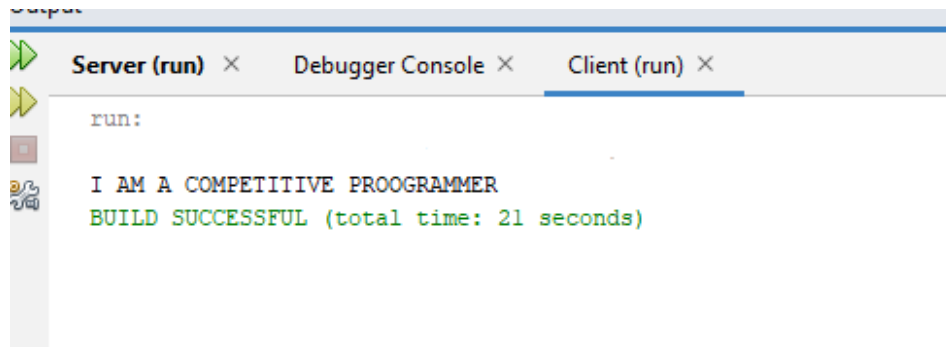 Output
Server (run) × Debugger Console × Client (run) ×
run:
I AM A COMPETITIVE PROOGRAMMER
BUILD SUCCESSFUL (total time: 21 seconds)